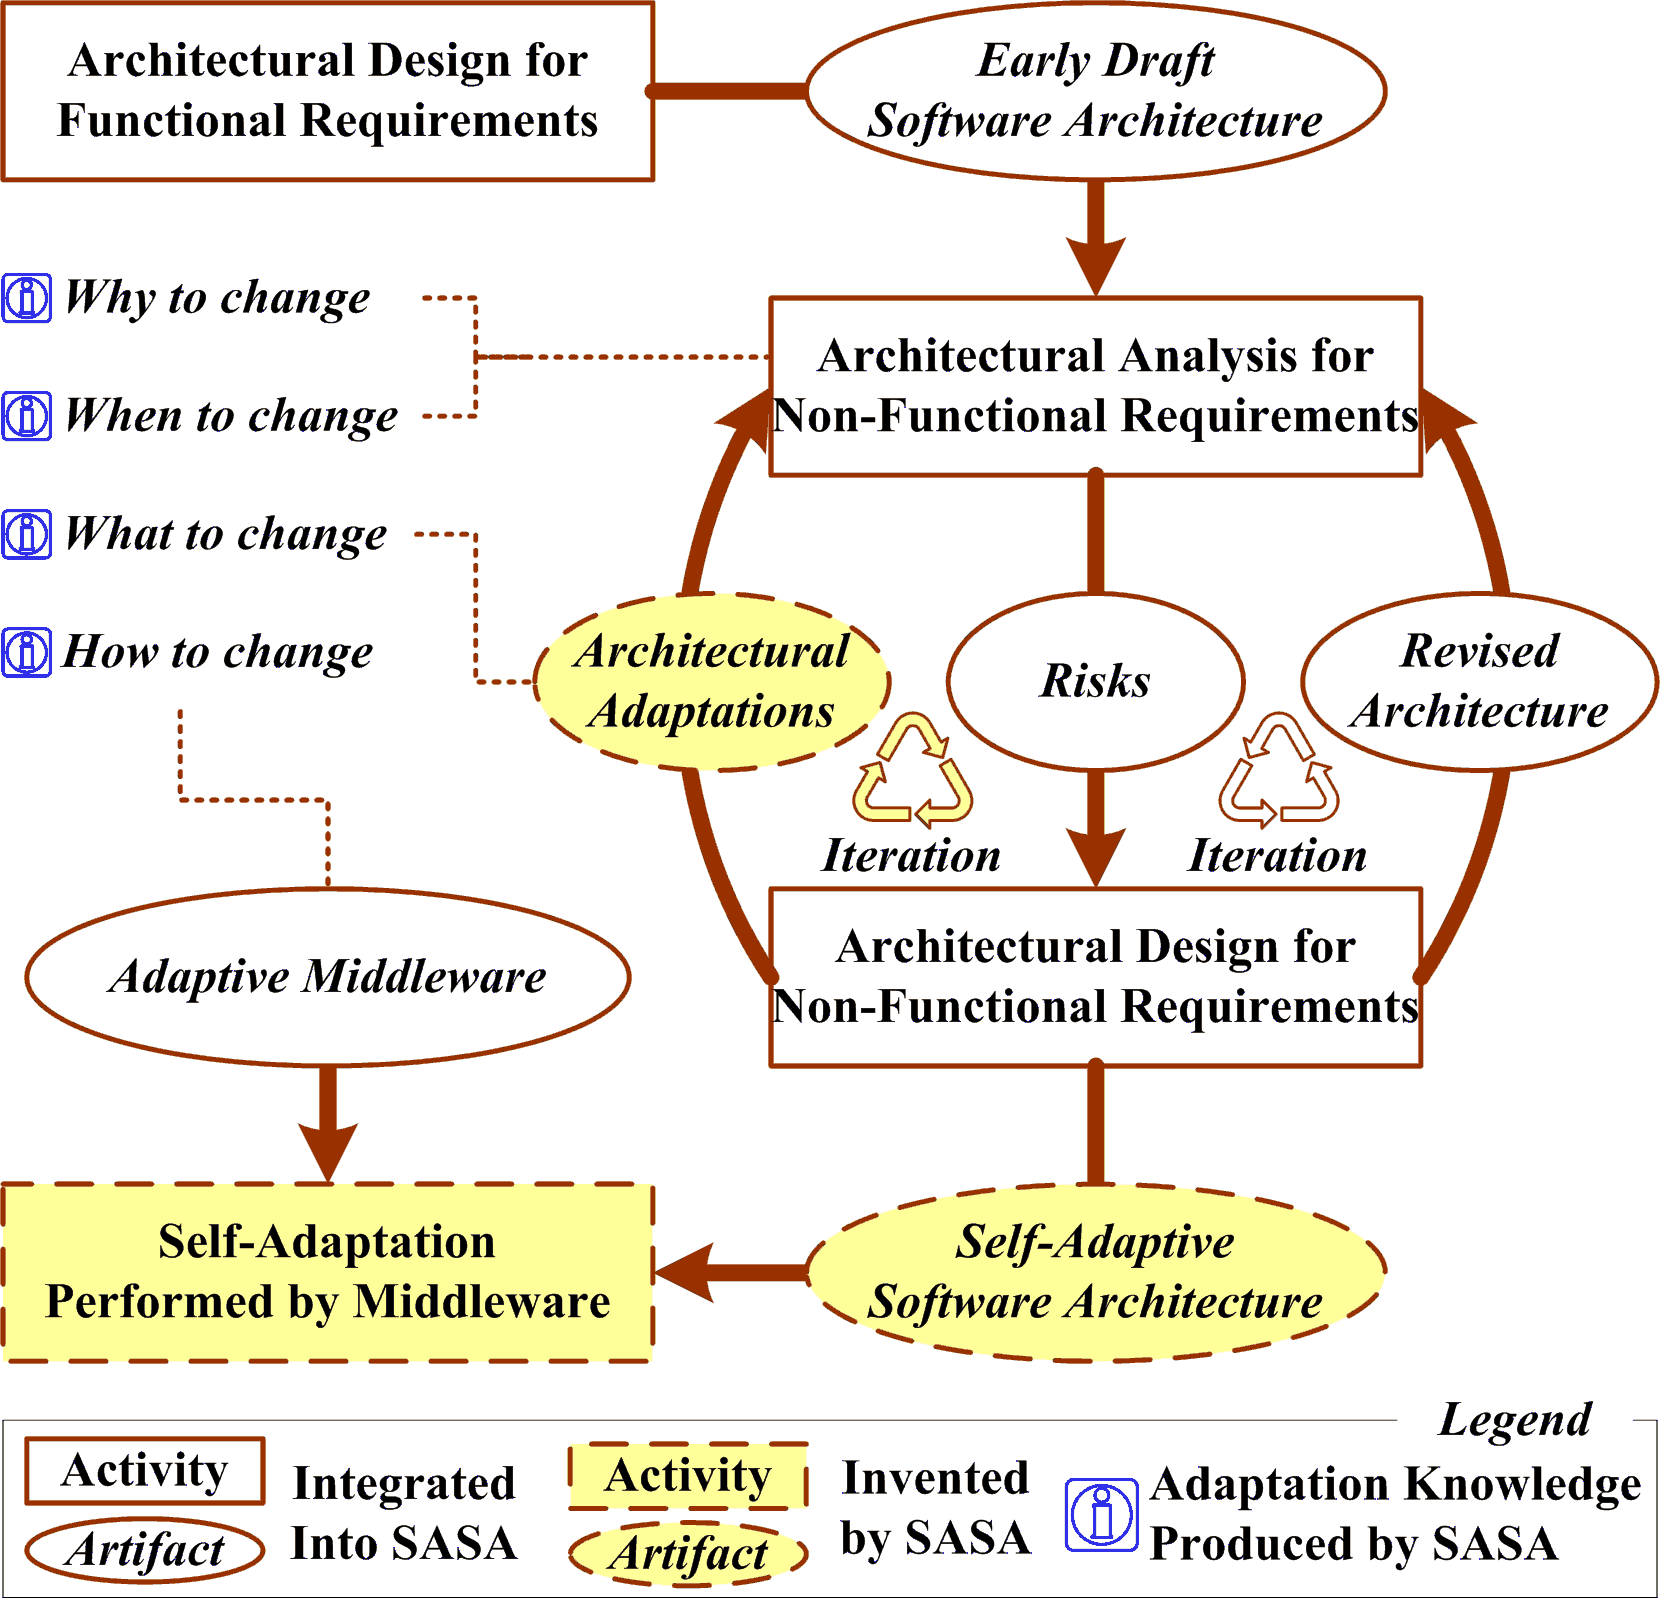 Architectural Design for
Functional Requirements
Early Draft
Software Architecture
Why to change
When to change
What to change
How to change
Architectural Analysis for
Non-Functional Requirements
Architectural
Adaptations
Risks
Revised
Architecture
Iteration
Iteration
Adaptive Middleware
Architectural Design for
Non-Functional Requirements
Self-Adaptation
Performed by Middleware
Self-Adaptive
Software Architecture
Legend
Activity
Artifact
Integrated
Into SASA
Activity
Artifact
Invented
by SASA
Adaptation Knowledge
Produced by SASA